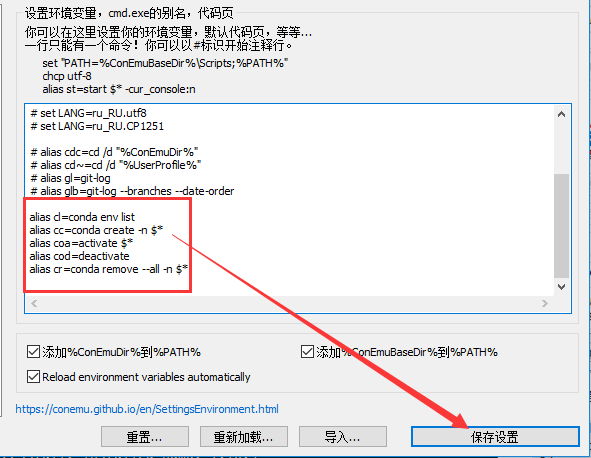 设置环境变量，cmd.exe的别名，代码页
你可以在这里设置你的环境变量，默认代码页，等等...
一行只能有一个命令！你可以以#标识开始注释行。
set "PATH=%ConEmuBaseDir%\Scripts;%PATH%"
chcp utf-8
alias st=start $* -cur_console:n
# set LANG=ru_RU.utf8
# set LANG=ru_RU.CP1251
# alias cdc=cd /d "%ConEmuDir%"
# alias cd~=cd /d "%UserProfile%"
# alias gl=git-log
# alias glb=git-log --branches --date-order
alias cl=conda env list
alias cc=conda create -n $*
alias coa=activate $*
alias cod=deactivate
alias cr=conda remove --all -n $*
添加%ConEmuDir%到%PATH%
添加%ConEmuBaseDir%到%PATH%
Reload environment variables automatically
https://conemu.github.io/en/SettingsEnvironment.html
重置...
重新加载...
导入...
保存设置